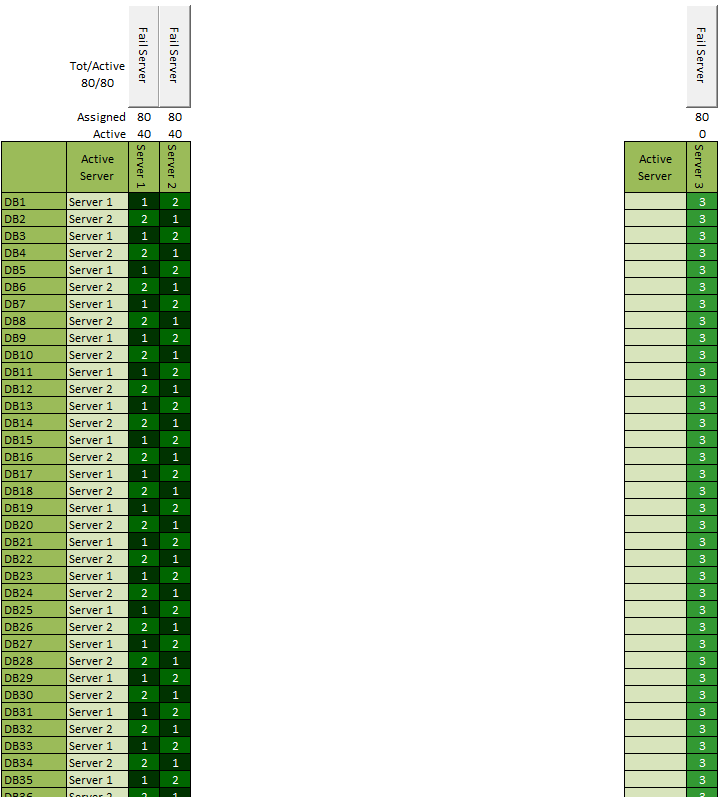 Fail Server Fail Server Fail Server
Tot/Active
80/80
Assigned 80 80 80
Active 40 40 0
Active Server Server 1 Server 2 Active Server Server 3
DB1 Server 1 1 2 3
DB2 Server 2 2 1 3
DB3 Server 1 1 2 3
DB4 Server 2 2 1 3
DB5 Server 1 1 2 3
DB6 Server 2 2 1 3
DB7 Server 1 1 2 3
DB8 Server 2 2 1 3
DB9 Server 1 1 2 3
DB10 Server 2 2 1 3
DB11 Server 1 1 2 3
DB12 Server 2 2 1 3
DB13 Server 1 1 2 3
DB14 Server 2 2 1 3
DB15 Server 1 1 2 3
DB16 Server 2 2 1 3
DB17 Server 1 1 2 3
DB18 Server 2 2 1 3
DB19 Server 1 1 2 3
DB20 Server 2 2 1 3
DB21 Server 1 1 2 3
DB22 Server 2 2 1 3
DB23 Server 1 1 2 3
DB24 Server 2 2 1 3
DB25 Server 1 1 2 3
DB26 Server 2 2 1 3
DB27 Server 1 1 2 3
DB28 Server 2 2 1 3
DB29 Server 1 1 2 3
DB30 Server 2 2 1 3
DB31 Server 1 1 2 3
DB32 Server 2 2 1 3
DB33 Server 1 1 2 3
DB34 Server 2 2 1 3
DB35 Server 1 1 2 3
DB36 Server 2 2 1 3